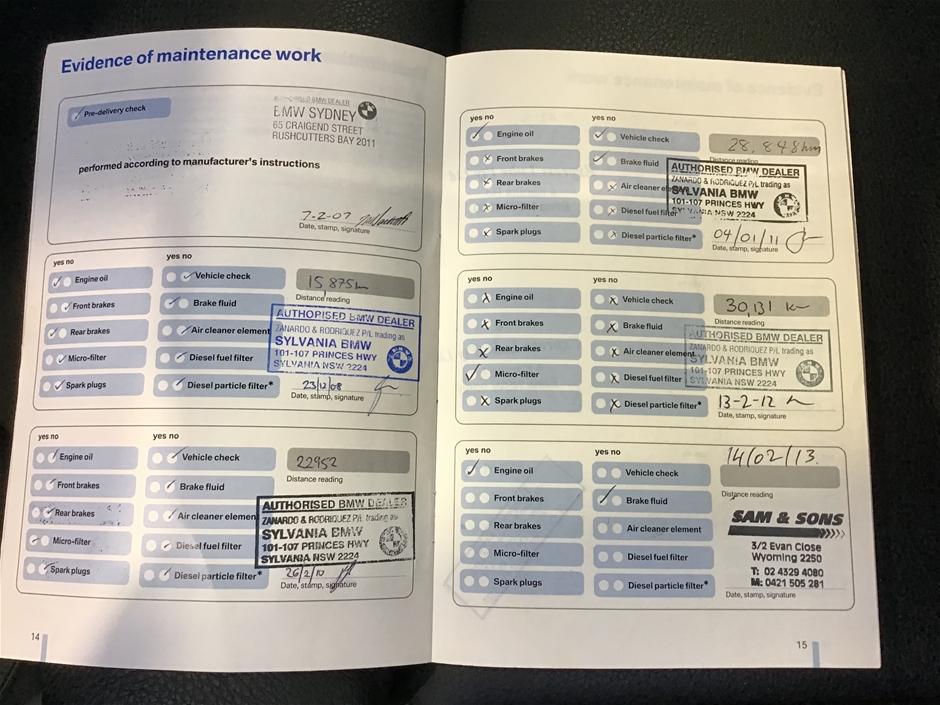 Evidence of maintenance work
Pre-delivery check
BMW SYDNEY
65 CRAIGEND STREET
RUSHCUTTERS BAY 2011
performed according to manufacturer's instructions
7-2-07
Date, stamp, signature
yes no
yes no
Engine oil
Vehicle check
15,875km
Front brakes
Brake fluid
Distance reading
Rear brakes
Air cleaner element
AUTHORISED BMW DEALER
ZANARDO & RODRIQUEZ P/L trading as
SYLVANIA BMW
101-107 PRINCES HWY
SYLVANIA NSW 2224
Micro-filter
Diesel fuel filter
Spark plugs
Diesel particle filter*
23/12/08
Date, stamp, signature
yes no
yes no
Engine oil
Vehicle check
22952
Front brakes
Brake fluid
Distance reading
Rear brakes
Air cleaner elemen
AUTHORISED BMW DEALER
ZANARDO & RODRIQUEZ P/L trading as
SYLVANIA BMW
101-107 PRINCES HWY
SYLVANIA NSW 2224
Micro-filter
Diesel fuel filter
Spark plugs
Diesel particle filter*
26/2/10
Date, stamp, signature
14
yes no
yes no
Engine oil
Vehicle check
28,848km
Front brakes
Brake fluid
Distance reading
Rear brakes
Air cleaner
AUTHORISED BMW DEALER
ZANARDO & RODRIQUEZ P/L trading as
SYLVANIA BMW
101-107 PRINCES HWY
SYLVANIA NSW 2224
Micro-filter
Diesel fuel filter
Spark plugs
Diesel particle filter*
04/01/11
Date, stamp, signature
yes no
yes no
Engine oil
Vehicle check
30,131 km
Front brakes
Brake fluid
Distance reading
Rear brakes
Air cleaner element
AUTHORISED BMW DEALER
ZANARDO & RODRIQUEZ P/L trading as
SYLVANIA BMW
101-107 PRINCES HWY
SYLVANIA NSW 2224
Micro-filter
Diesel fuel filter
Spark plugs
Diesel particle filter*
13-2-12
Date, stamp, signature
yes no
yes no
14/02/13.
Engine oil
Vehicle check
Front brakes
Brake fluid
Distance reading
Rear brakes
Air cleaner element
Micro-filter
Diesel fuel filter
Spark plugs
Diesel particle filter*
SAM & SONS
3/2 Evan Close
Wyoming 2250
T: 02 4329 4080
M: 0421 505 281
Date, stamp, signature
15